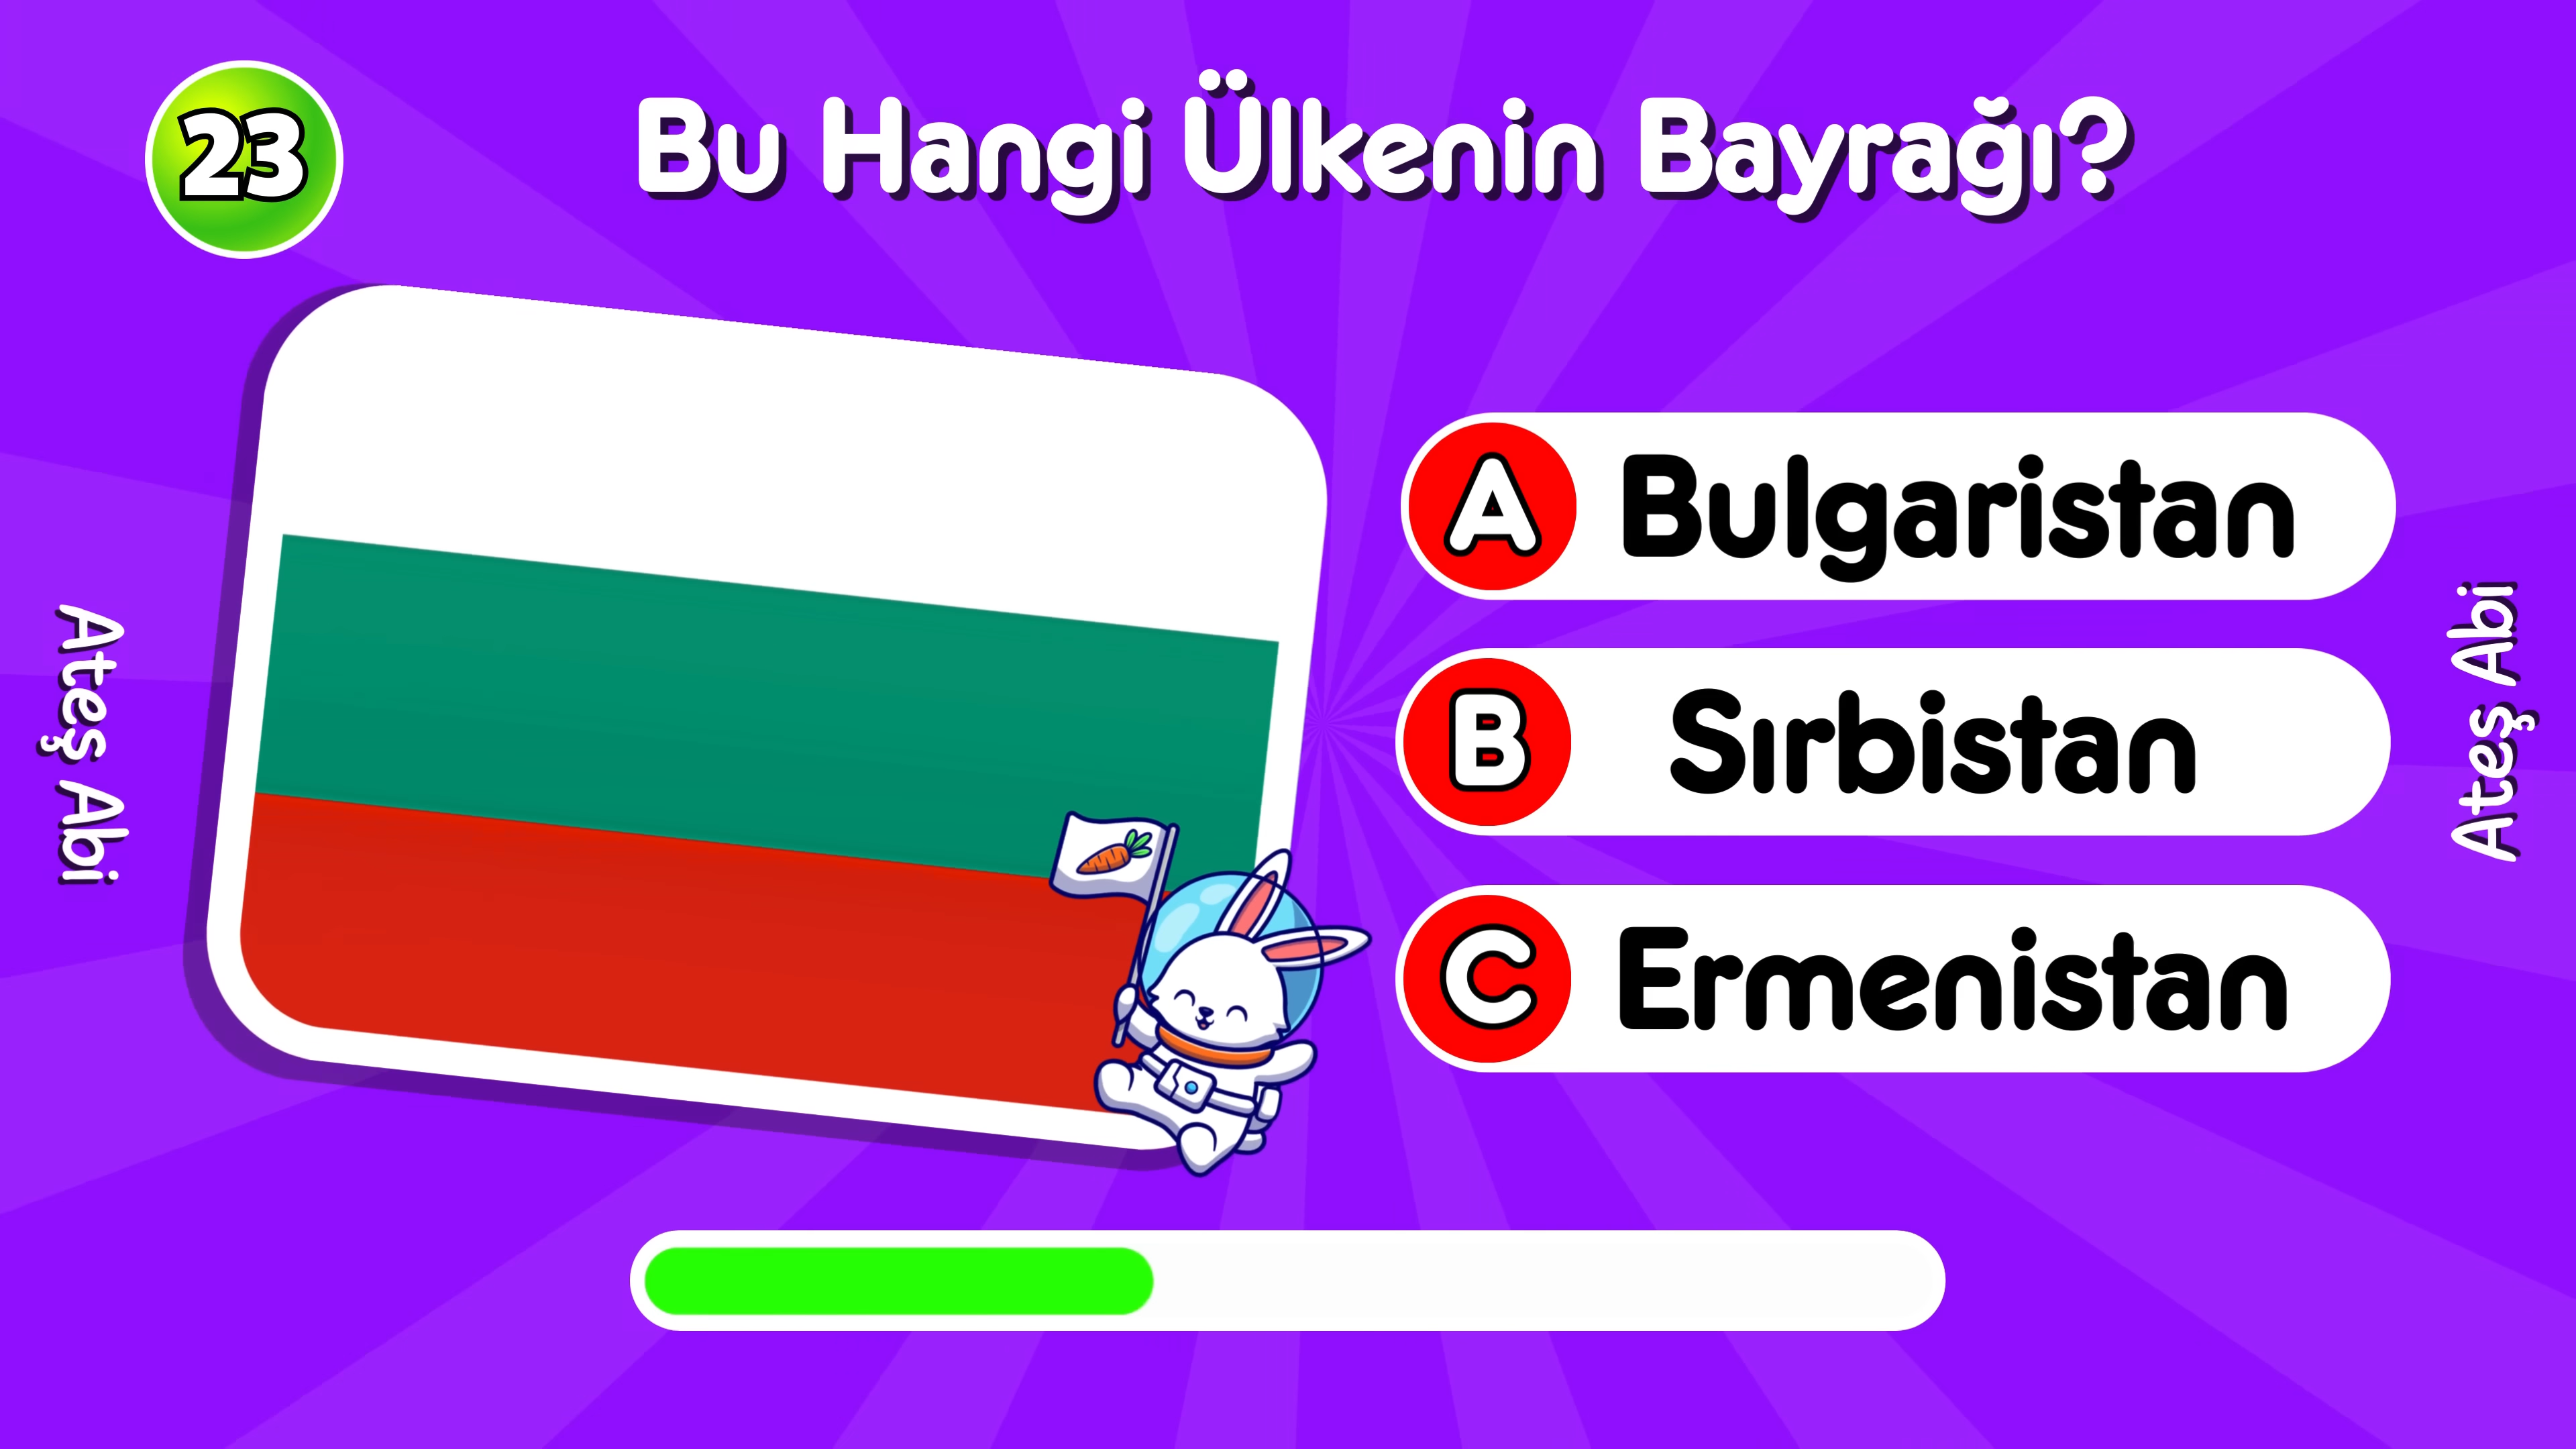 23
Bu Hangi Ülkenin Bayrağı?
A Bulgaristan
B Sırbistan
C Ermenistan
Ateş Abi
Ateş Abi